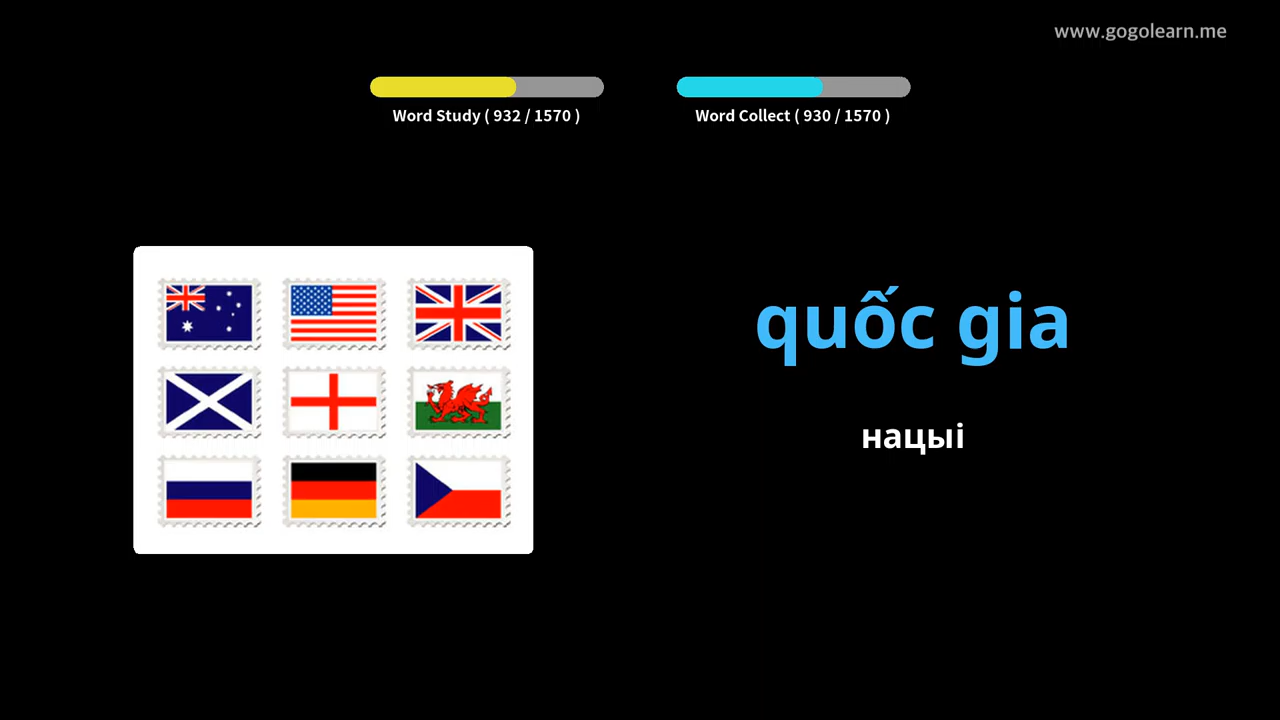 www.gogolearn.me
Word Study ( 932 / 1570 )
Word Collect ( 930 / 1570 )
quốc gia
нацыі